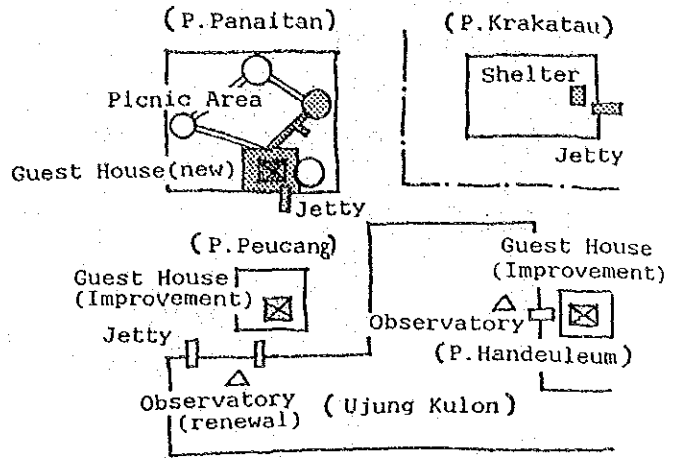 (P.Panaitan)
(P.Krakatau)
Picnic Area
Shelter
Guest House(new)
Jetty
Jetty
(P.Peucang)
Guest House
(Improvement)
Guest House
(Improvement)
Jetty
Observatory
(P.Handeuleum)
Observatory
(renewal)
(Ujung Kulon)